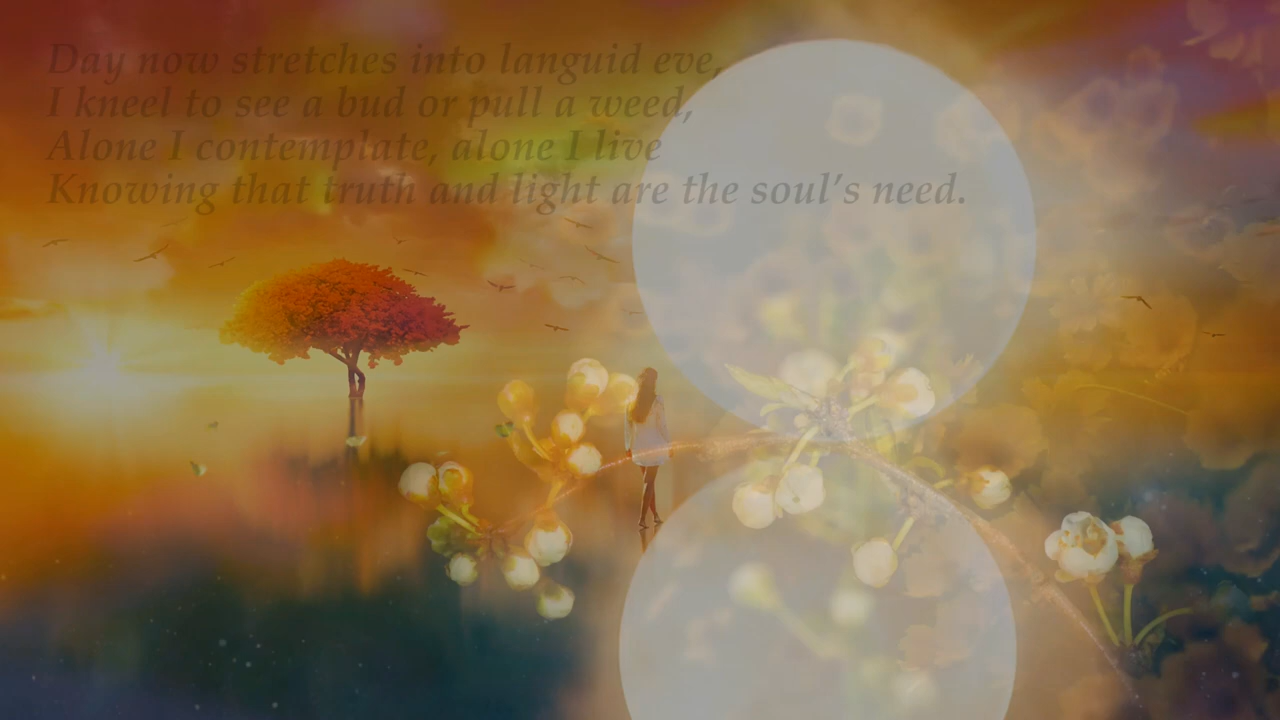 Day now stretches into languid eve,
I kneel to see a bud or pull a weed,
Alone I contemplate, alone I live
Knowing that truth and light are the soul’s need.